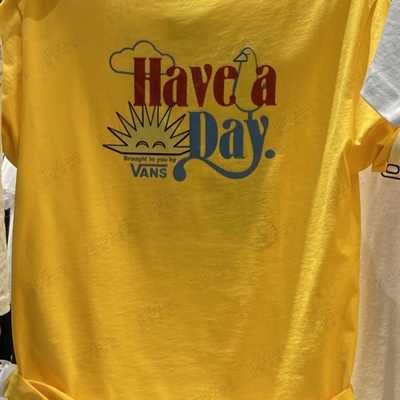 Have a
Day.
Brought to you by
VANS